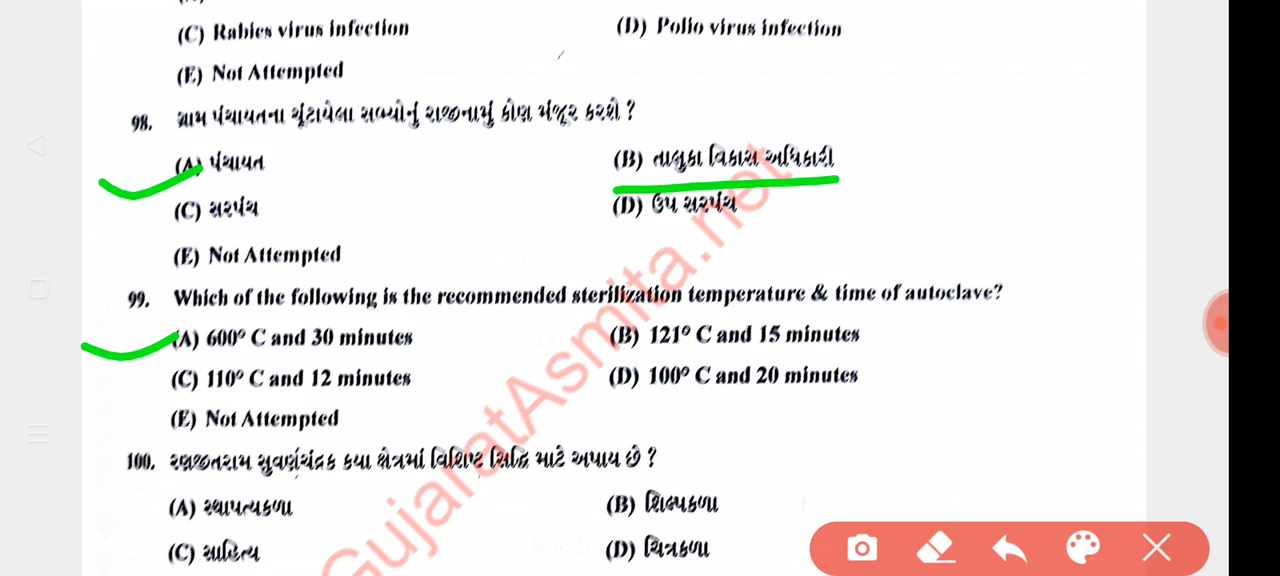 (C) Rabies virus infection (D) Polio virus infection
(E) Not Attempted
98. ગ્રામ પંચાયતના ચૂંટાયેલા સભ્યોનું રાજીનામું કોણ મંજૂર કરશે ?
(A) પંચાયત (B) તાલુકા વિકાસ અધિકારી
(C) સરપંચ (D) ઉપ સરપંચ
(E) Not Attempted
99. Which of the following is the recommended sterilization temperature & time of autoclave?
(A) 600° C and 30 minutes (B) 121° C and 15 minutes
(C) 110° C and 12 minutes (D) 100° C and 20 minutes
(E) Not Attempted
100. રણજીતરામ સુવર્ણચંદ્રક કયા ક્ષેત્રમાં વિશિષ્ટ સિદ્ધિ માટે અપાય છે ?
(A) સ્થાપત્યકળા (B) શિલ્પકળા
(C) સાહિત્ય (D) ચિત્રકળા
GujaratAsmita.net